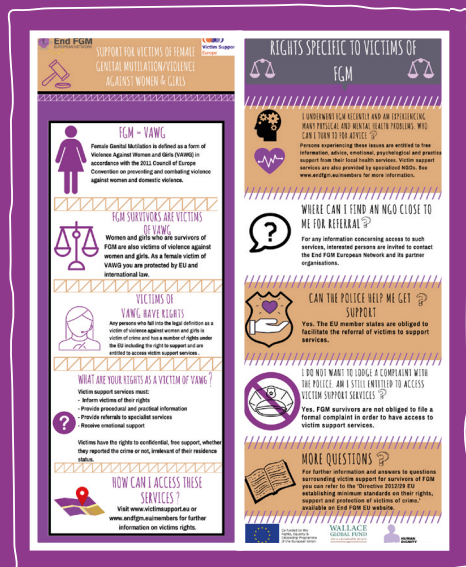 End FGM
EUROPEAN NETWORK
Victim Support
Europe
SUPPORT FOR VICTIMS OF FEMALE
GENITAL MUTILATION/VIOLENCE
AGAINST WOMEN & GIRLS
FGM = VAWG
Female Genital Mutilation is defined as a form of
Violence Against Women and Girls (VAWG) in
accordance with the 2011 Council of Europe
Convention on preventing and combating violence
against women and domestic violence.
FGM SURVIVORS ARE VICTIMS
OF VAWG
Women and girls who are survivors of
FGM are also victims of violence against
women and girls. As a female victim of
VAWG you are protected by EU and
international law.
VICTIMS OF
VAWG HAVE RIGHTS
Any persons who fall into the legal definition as a
victim of violence against women and girls is
victim of crime and has a number of rights under
the EU including the right to support and are
entitled to access victim support services .
WHAT ARE YOUR RIGHTS AS A VICTIM OF VAWG ?
Victim support services must:
- Inform victims of their rights
- Provide procedural and practical information
- Provide referrals to specialist services
- Receive emotional support
Victims have the rights to confidential, free support, whether
they reported the crime or not, irrelevant of their residence
status.
HOW CAN I ACCESS THESE
SERVICES ?
Visit www.victimsupport.eu or
www.endfgm.eu/members for further
information on victims rights.
RIGHTS SPECIFIC TO VICTIMS OF
FGM
I UNDERWENT FGM RECENTLY AND AM EXPERIENCING
MANY PHYSICAL AND MENTAL HEALTH PROBLEMS. WHO
CAN I TURN TO FOR ADVICE ?
Persons experiencing these issues are entitled to free
information, advice, emotional, psychological and practica
support from their local health services. Victim support
services are also provided by specialized NGOs. See
www.endfgm.eu/members for more information.
WHERE CAN I FIND AN NGO CLOSE TO
ME FOR REFERRAL ?
For any information concerning access to such
services, interested persons are invited to contact
the End FGM European Network and its partner
organisations.
CAN THE POLICE HELP ME GET ?
SUPPORT
Yes. The EU member states are obliged to
facilitate the referral of victims to support
services.
I DO NOT WANT TO LODGE A COMPLAINT WITH
THE POLICE. AM I STILL ENTITLED TO ACCESS
VICTIM SUPPORT SERVICES ?
Yes. FGM survivors are not obliged to file a
formal complaint in order to have access to
victim support services.
MORE QUESTIONS ?
For further information and answers to questions
surrounding victim support for survivors of FGM
you can refer to the 'Directive 2012/29 EU
establishing minimum standards on their rights,
support and protection of victims of crime,'
available on End FGM EU website.
Co-funded by the
Rights, Equality &
Citizenship Programme
of the European Union
WALLACE
GLOBAL FUND
HUMAN
DIGNITY